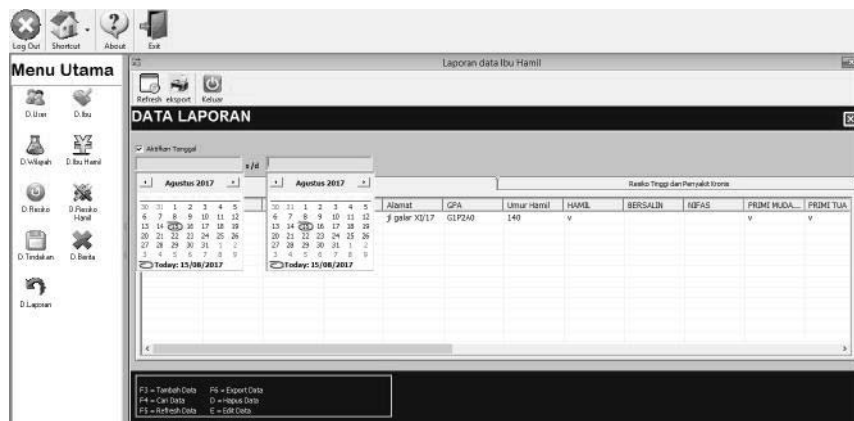 Log Out Shortcut About Exit
Menu Utama
D.User D.Ibu
D.Wilayah D.Ibu Hamil
D.Resiko D.Resiko Hamil
D.Tindakan D.Berita
D.Laporan
Laporan data Ibu Hamil
Refresh eksport Keluar
DATA LAPORAN
Aktifkan Tanggal
s/d
Agustus 2017 Agustus 2017
30 31 1 2 3 4 5 30 31 1 2 3 4 5
6 7 8 9 10 11 12 6 7 8 9 10 11 12
13 14 15 16 17 18 19 13 14 15 16 17 18 19
20 21 22 23 24 25 26 20 21 22 23 24 25 26
27 28 29 30 31 1 2 27 28 29 30 31 1 2
3 4 5 6 7 8 9 3 4 5 6 7 8 9
Today: 15/08/2017 Today: 15/08/2017
Resiko Tinggi dan Penyakit Kronis
Alamat GPA Umur Hamil HAMIL BERSALIN NIFAS PRIMI MUDA... PRIMI TUA
jl galar XI/17 G1P2A0 140 v v v
F3 = Tambah Data F6 = Export Data
F4 = Cari Data D = Hapus Data
F5 = Refresh Data E = Edit Data